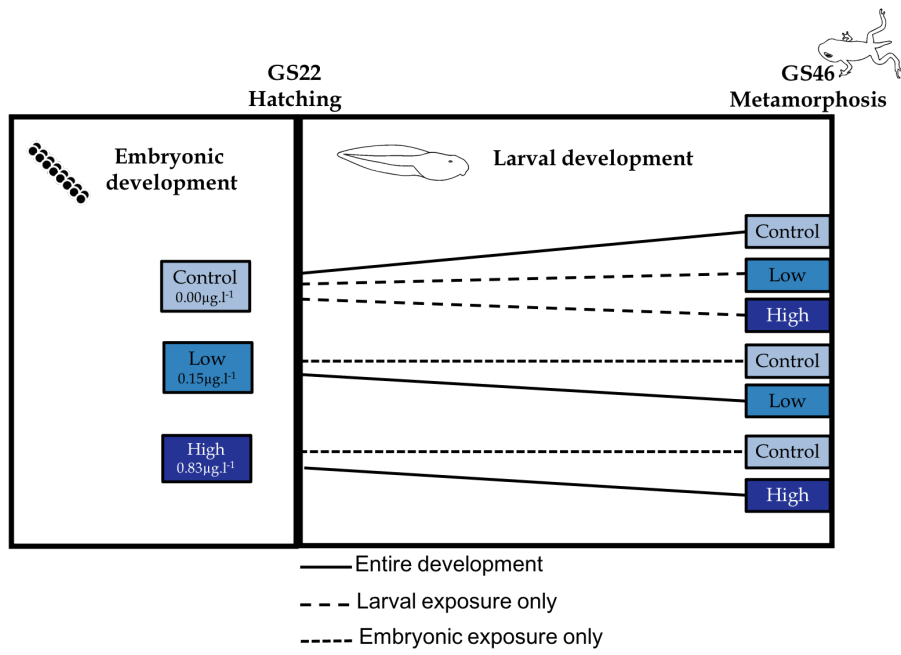 GS22
Hatching
GS46
Metamorphosis
Embryonic
development
Larval development
Control
0.00µg.l⁻¹
Low
0.15µg.l⁻¹
High
0.83µg.l⁻¹
Control
Low
High
Control
Low
Control
High
Entire development
Larval exposure only
Embryonic exposure only